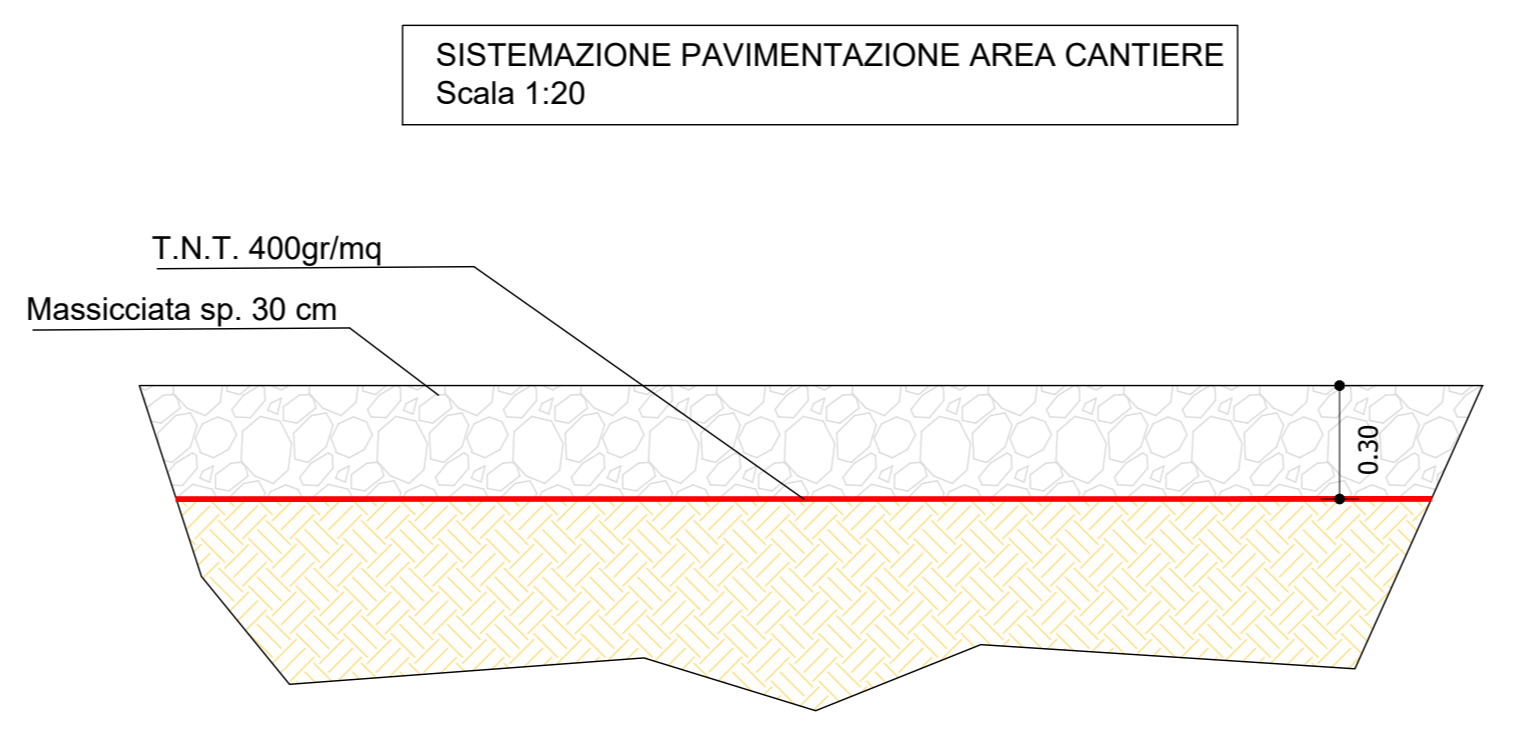 SISTEMAZIONE PAVIMENTAZIONE AREA CANTIERE
Scala 1:20
T.N.T. 400gr/mq
Massicciata sp. 30 cm
0.30